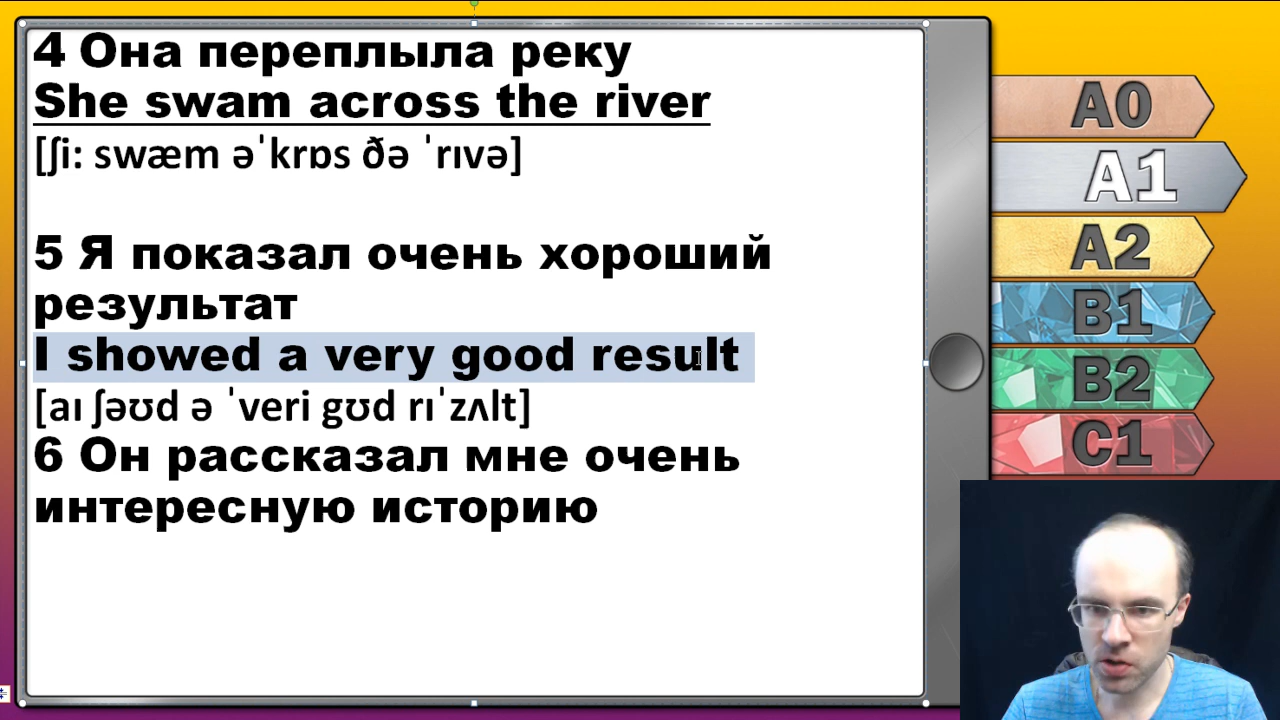 4 Она переплыла реку
She swam across the river
[ʃi: swæm əˈkrɒs ðə ˈrɪvə]
5 Я показал очень хороший
результат
I showed a very good result
[aɪ ʃəʊd ə ˈveri gʊd rɪˈzʌlt]
6 Он рассказал мне очень
интересную историю
A0
A1
A2
B1
B2
C1